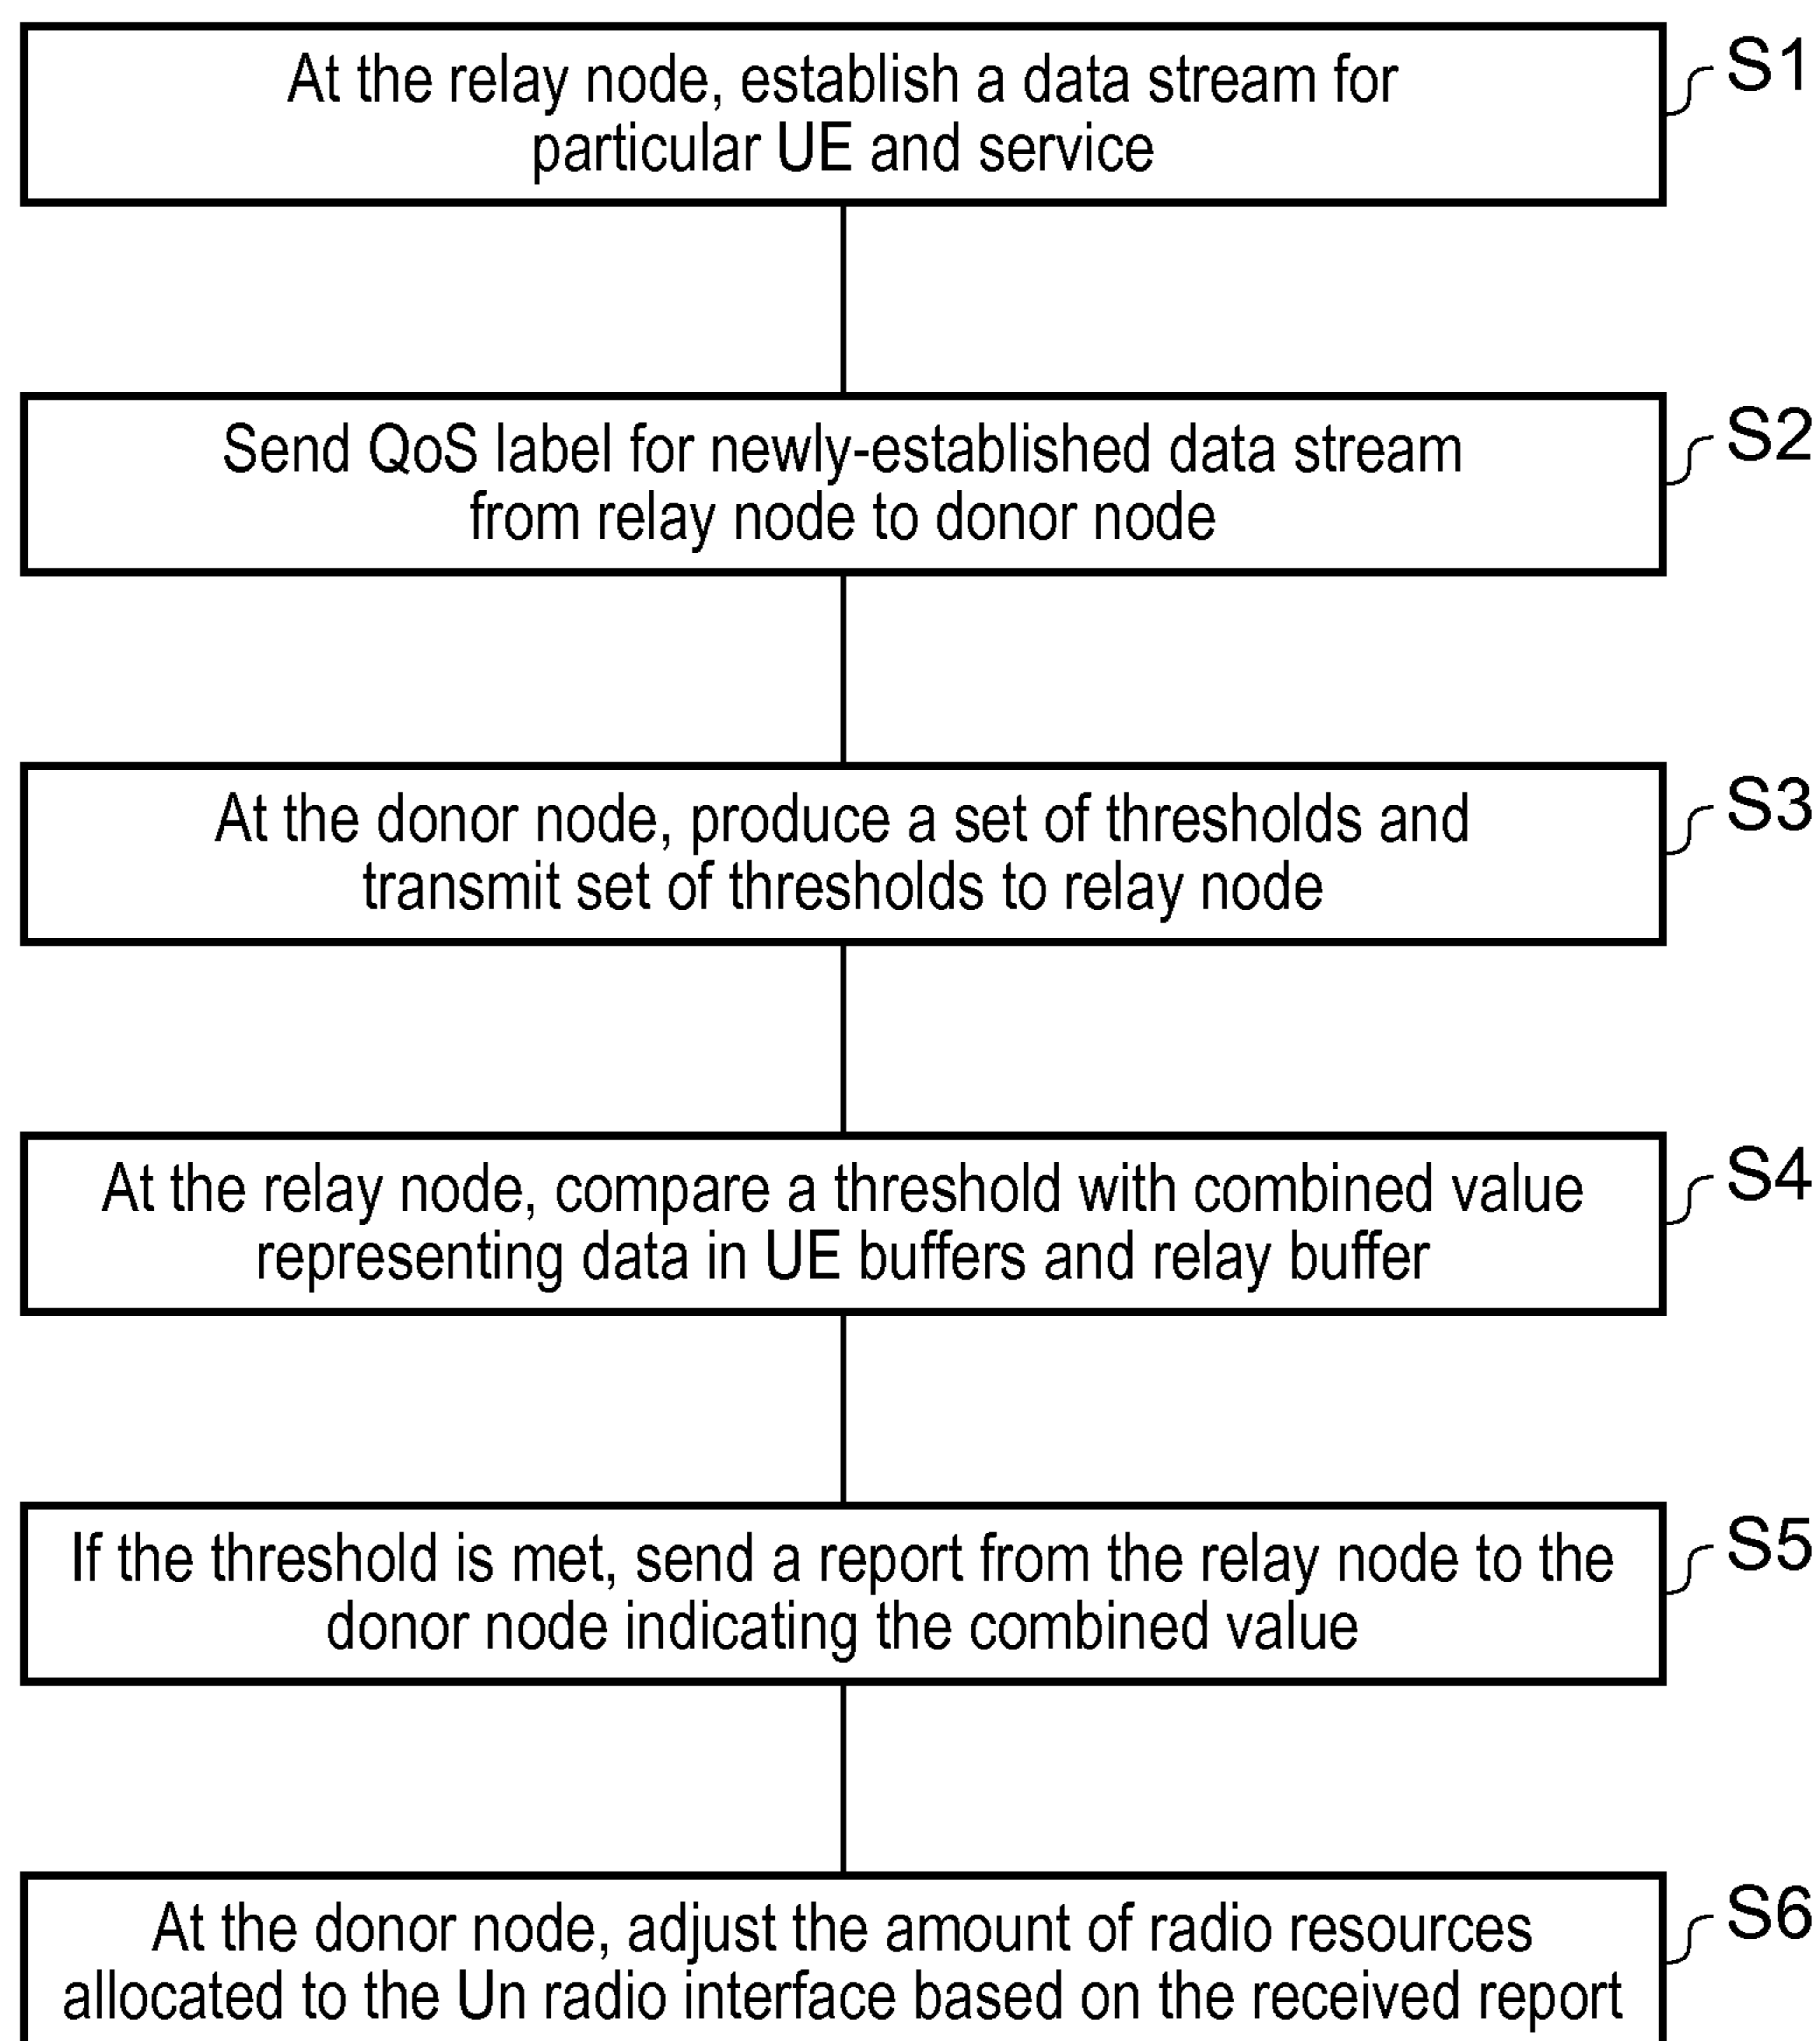 At the relay node, establish a data stream for
particular UE and service
S1
Send QoS label for newly-established data stream
from relay node to donor node
S2
At the donor node, produce a set of thresholds and
transmit set of thresholds to relay node
S3
At the relay node, compare a threshold with combined value
representing data in UE buffers and relay buffer
S4
If the threshold is met, send a report from the relay node to the
donor node indicating the combined value
S5
At the donor node, adjust the amount of radio resources
allocated to the Un radio interface based on the received report
S6